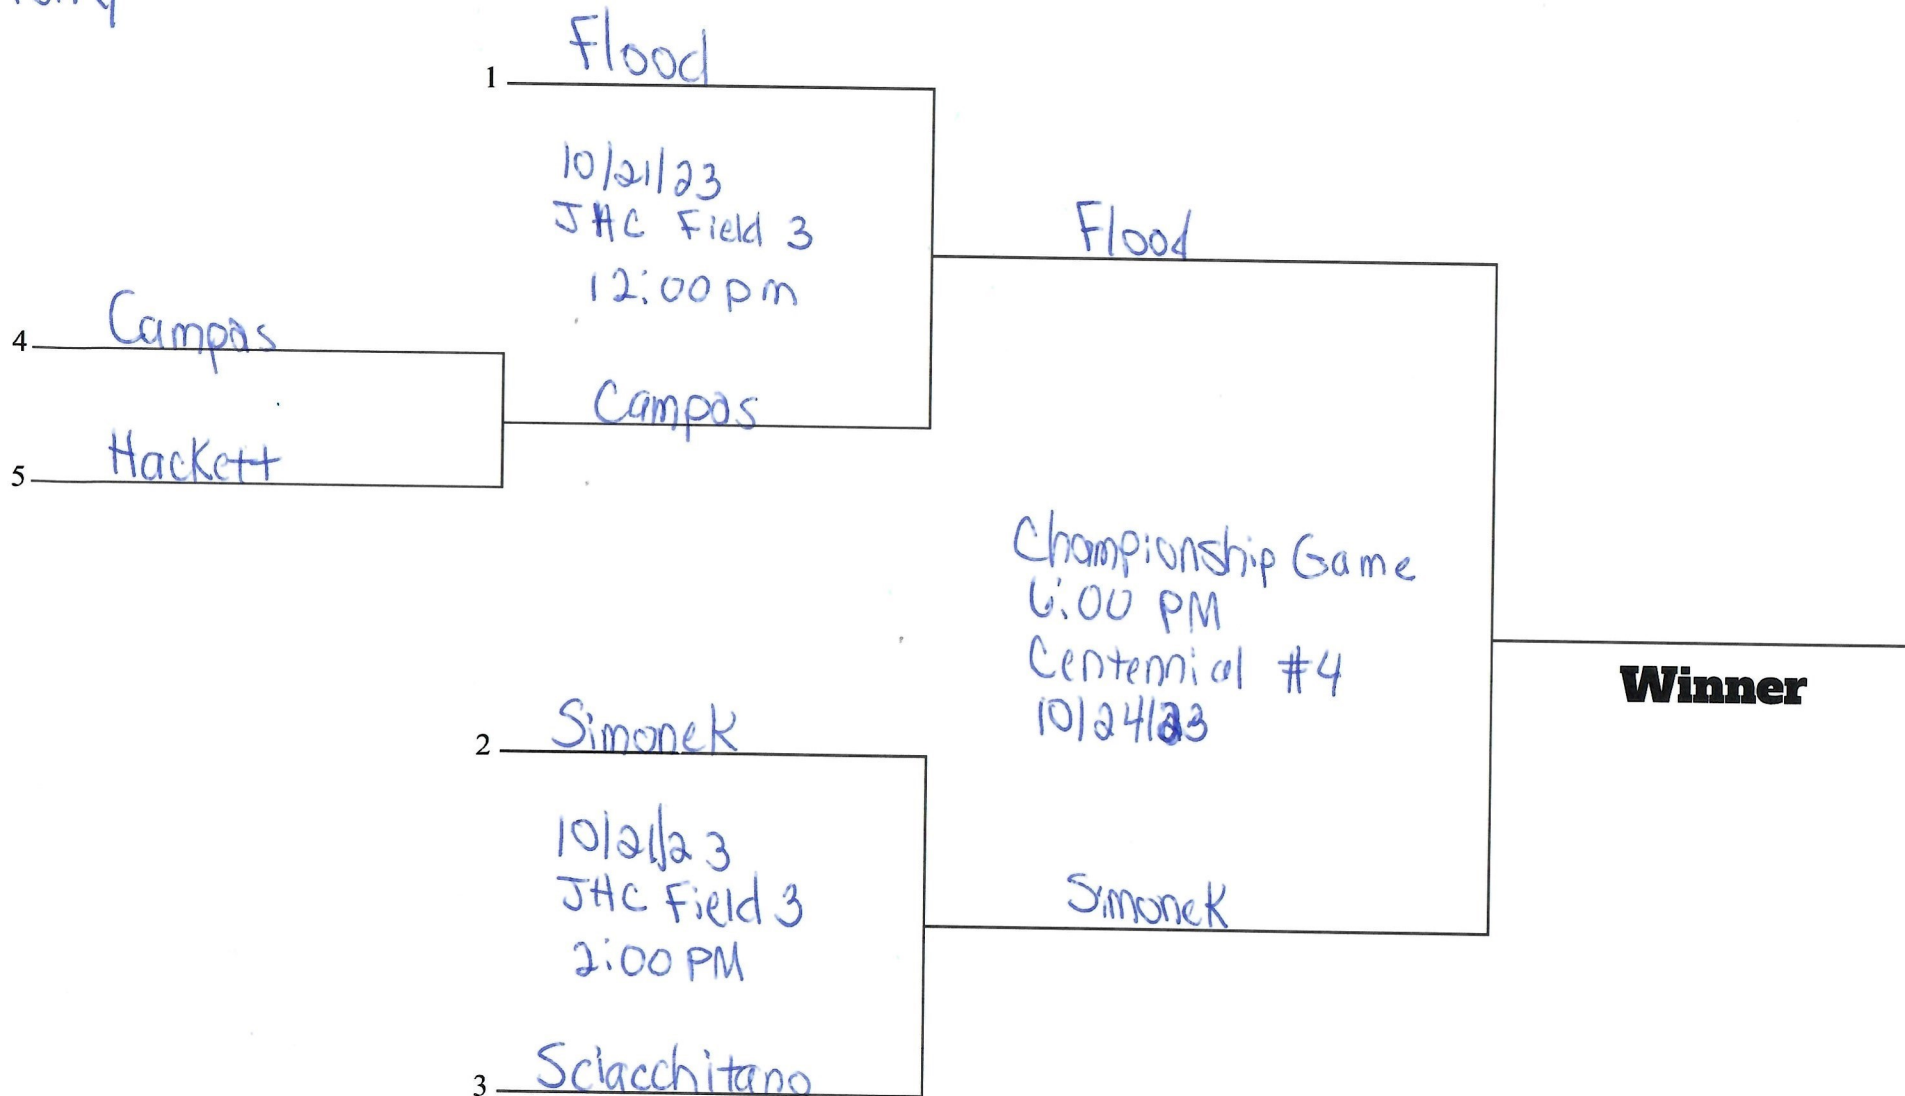 Flood
1
10/21/23
JHC Field 3
12:00 pm
Flood
4 Campas
Campas
5 Hackett
Championship Game
6:00 PM
Centennial #4
10/24/23
Winner
2 Simonek
10/21/23
JHC Field 3
2:00 PM
Simonek
3 Sciacchitano